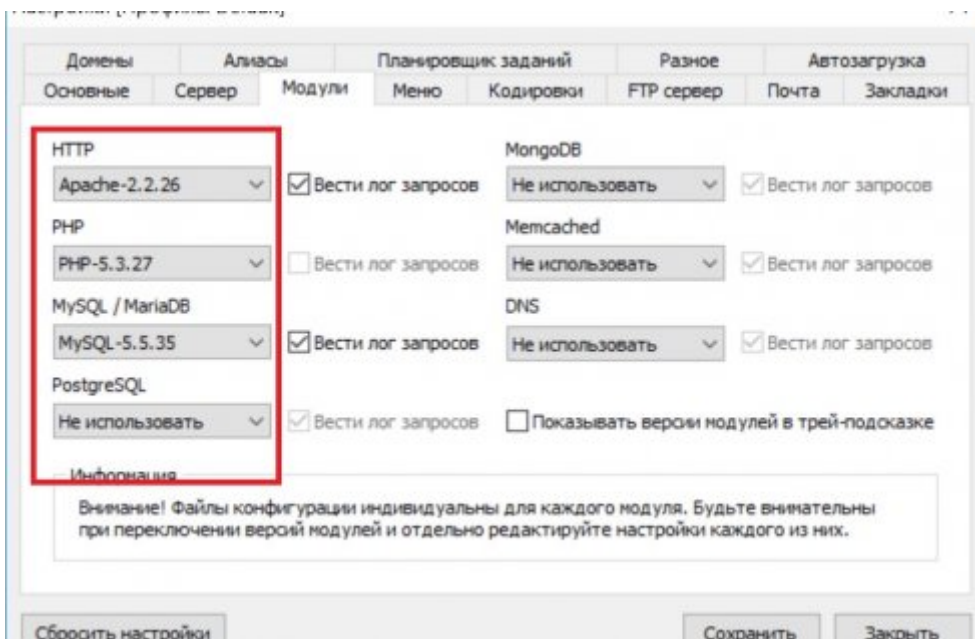 Домены Алиасы Планировщик заданий Разное Автозагрузка
Основные Сервер Модули Меню Кодировки FTP сервер Почта Закладки
HTTP
Apache-2.2.26 Вести лог запросов
PHP
PHP-5.3.27 Вести лог запросов
MySQL / MariaDB
MySQL-5.5.35 Вести лог запросов
PostgreSQL
Не использовать Вести лог запросов
MongoDB
Не использовать Вести лог запросов
Memcached
Не использовать Вести лог запросов
DNS
Не использовать Вести лог запросов
Показывать версии модулей в трей-подсказке
Информация
Внимание! Файлы конфигурации индивидуальны для каждого модуля. Будьте внимательны
при переключении версий модулей и отдельно редактируйте настройки каждого из них.
Сбросить настройки Сохранить Закрыть